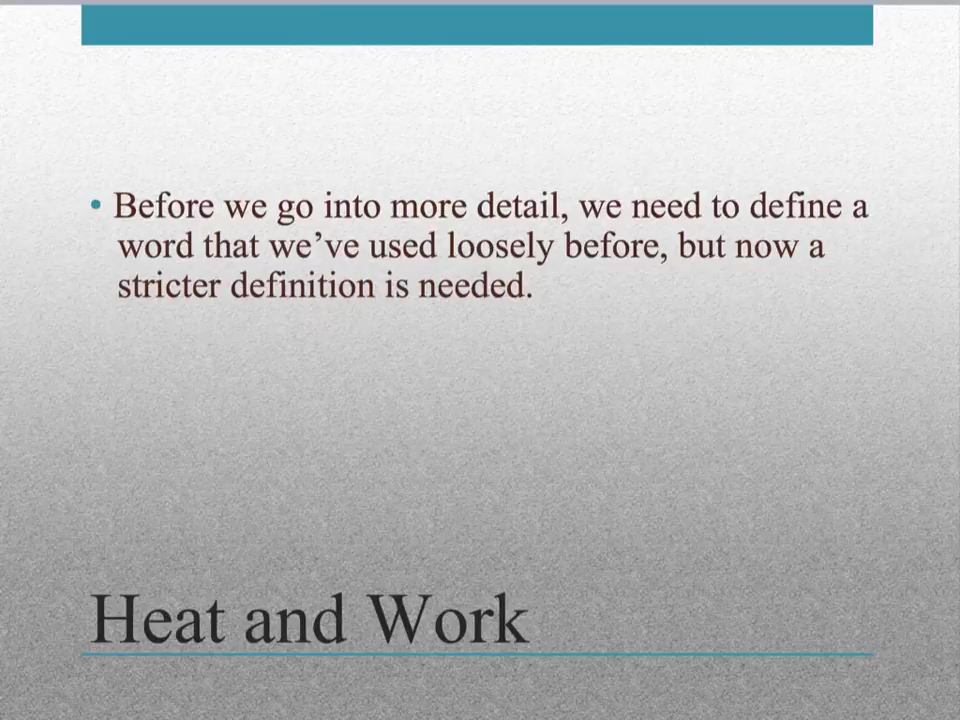 • Before we go into more detail, we need to define a
word that we’ve used loosely before, but now a
stricter definition is needed.
Heat and Work